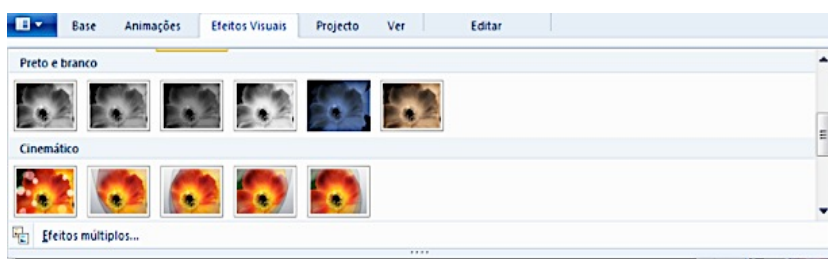 Base Animações Efeitos Visuais Projecto Ver Editar
Preto e branco
Cinemático
Efeitos múltiplos...